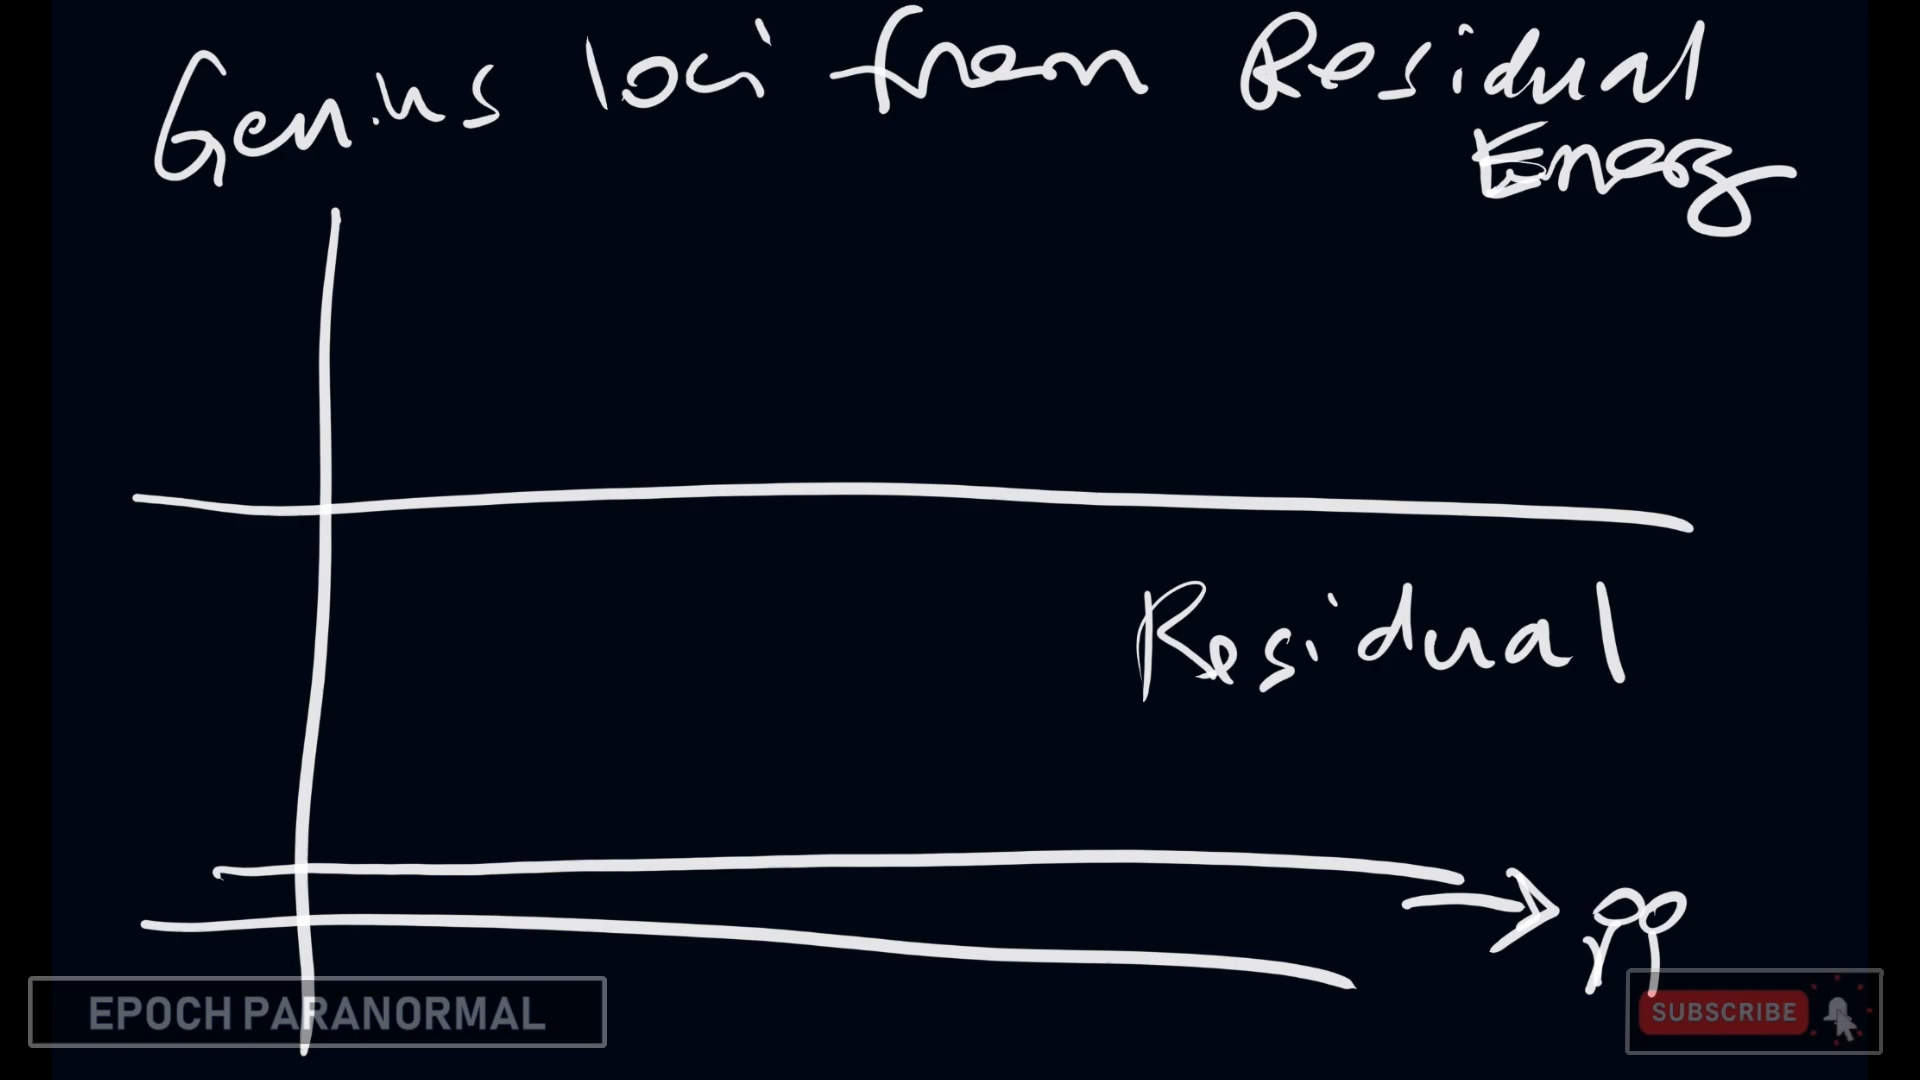 Genius loci from Residual
Energy
Residual
EPOCH PARANORMAL
SUBSCRIBE